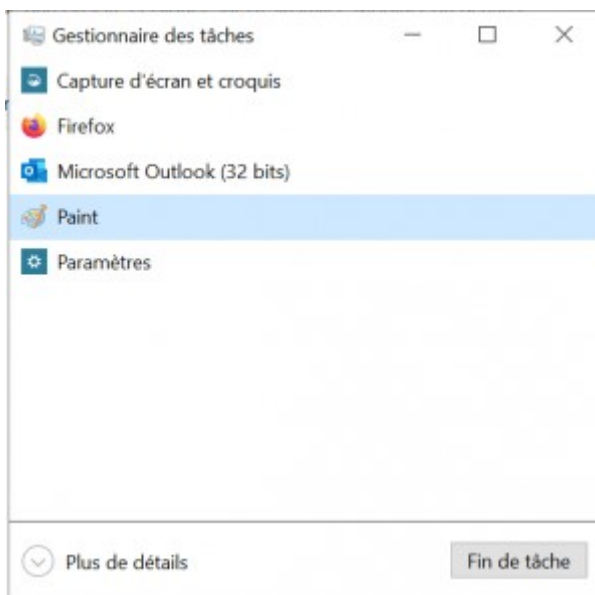 Gestionnaire des tâches
Capture d'écran et croquis
Firefox
Microsoft Outlook (32 bits)
Paint
Paramètres
Plus de détails
Fin de tâche